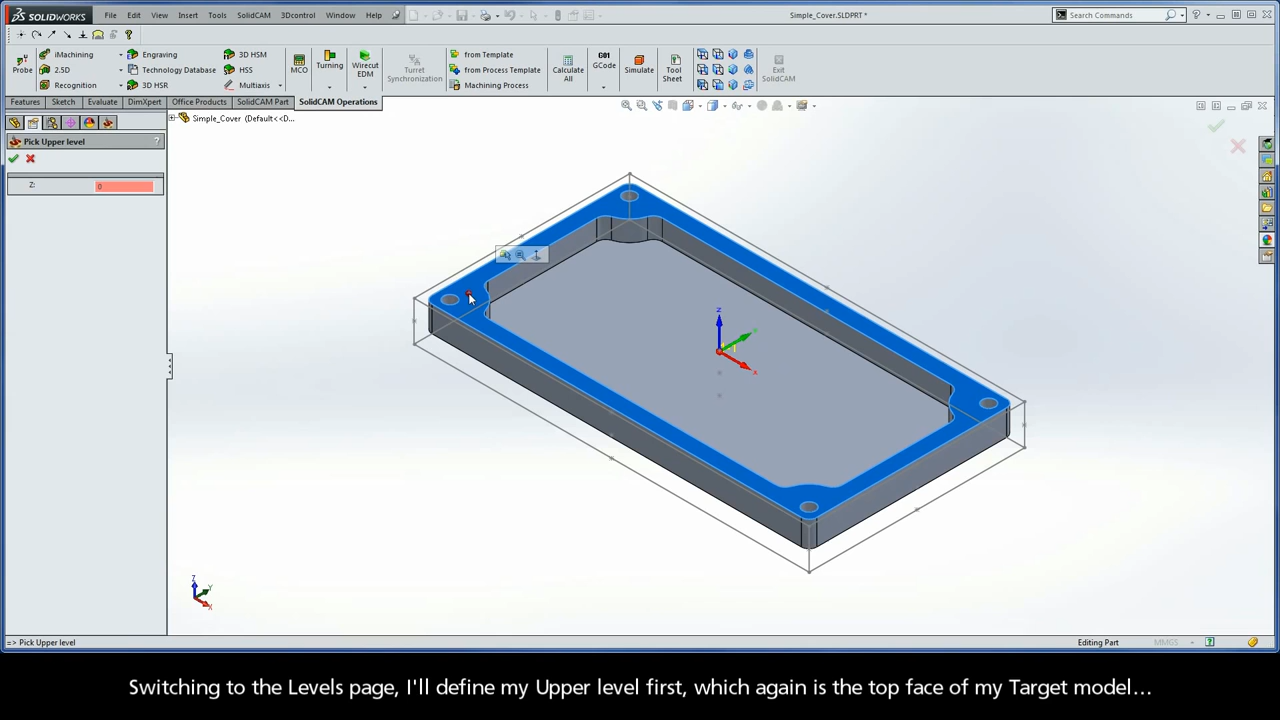 SOLIDWORKS File Edit View Insert Tools SolidCAM 3Dcontrol Window Help Simple_Cover.SLDPRT * Search Commands
Probe iMachining 2.5D Recognition Engraving Technology Database 3D HSR 3D HSM HSS Multiaxis MCO Turning Wirecut EDM Turret Synchronization from Template from Process Template Machining Process Calculate All G01 GCode Simulate Tool Sheet Exit SolidCAM
Features Sketch Evaluate DimXpert Office Products SolidCAM Part SolidCAM Operations
Simple_Cover (Default<<D...
Pick Upper level ?
Z: 0
Z
X
Z
Y
X
=> Pick Upper level Editing Part MMGS
Switching to the Levels page, I'll define my Upper level first, which again is the top face of my Target model...